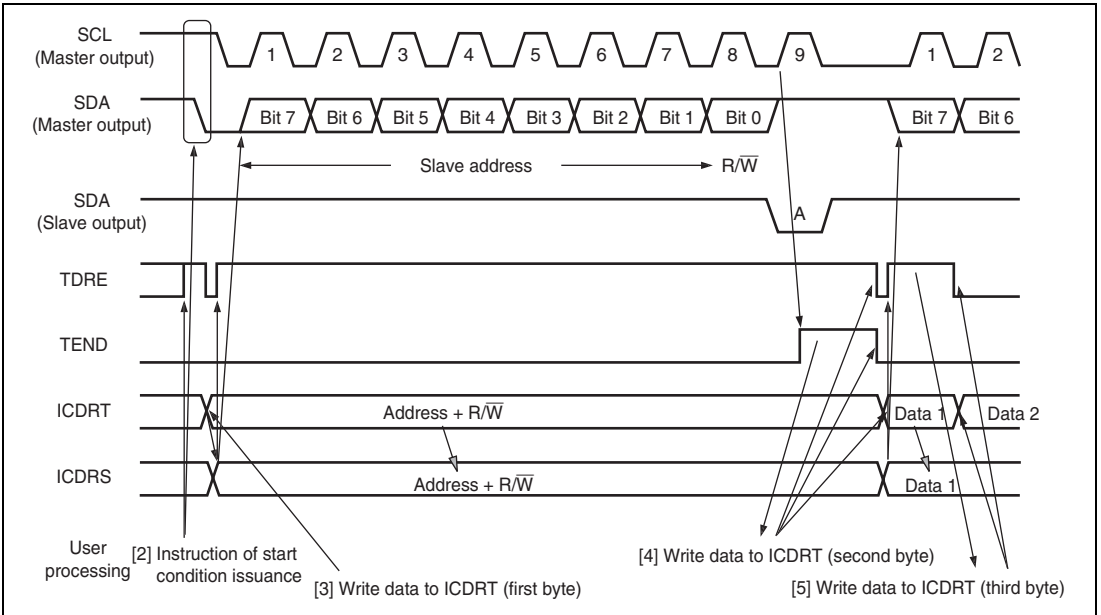 SCL
(Master output)
1 2 3 4 5 6 7 8 9 1 2
SDA
(Master output)
Bit 7 Bit 6 Bit 5 Bit 4 Bit 3 Bit 2 Bit 1 Bit 0 Bit 7 Bit 6
Slave address R/W̅
SDA
(Slave output)
A
TDRE
TEND
ICDRT
Address + R/W̅ Data 1 Data 2
ICDRS
Address + R/W̅ Data 1
User
processing
[2] Instruction of start
condition issuance
[3] Write data to ICDRT (first byte)
[4] Write data to ICDRT (second byte)
[5] Write data to ICDRT (third byte)